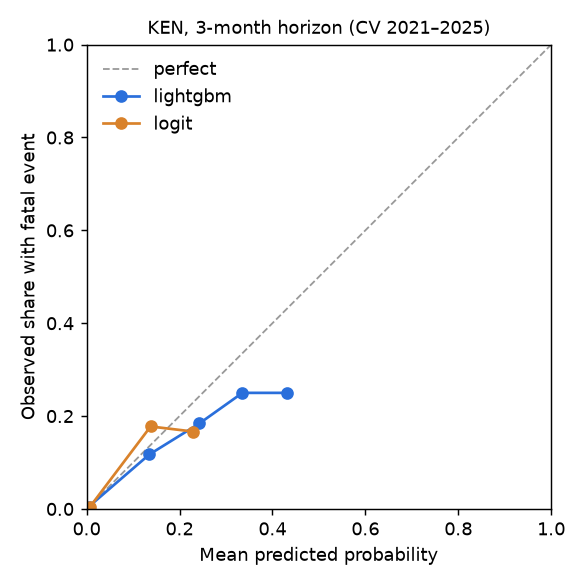 KEN, 3-month horizon (CV 2021–2025)
1.0
0.8
0.6
0.4
0.2
0.0
Observed share with fatal event
perfect
lightgbm
logit
0.0 0.2 0.4 0.6 0.8 1.0
Mean predicted probability